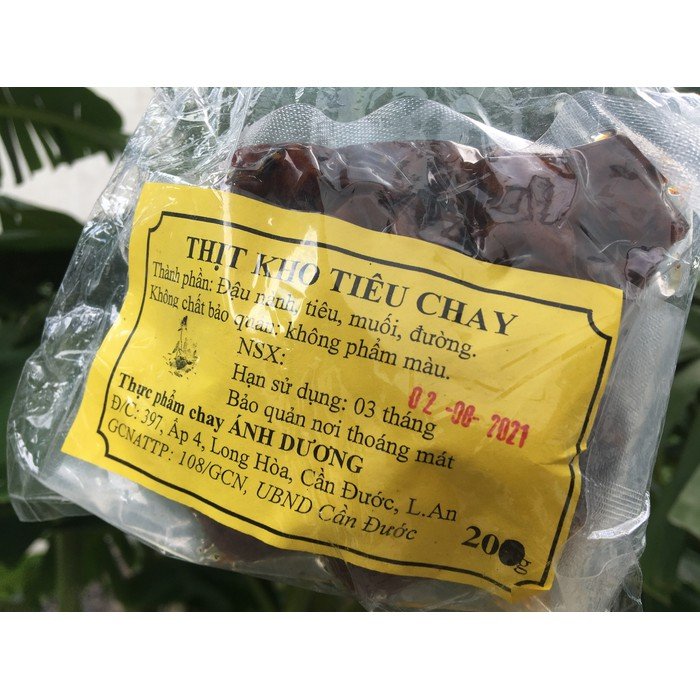 THỊT KHO TIÊU CHAY
Thành phần: Đậu nành, tiêu, muối, đường.
Không chất bảo quản; không phẩm màu.
NSX:
Hạn sử dụng: 03 tháng
02 -08- 2021
Bảo quản nơi thoáng mát
Thực phẩm chay ÁNH DƯƠNG
Đ/C: 397, Ấp 4, Long Hòa, Cần Đước, L.An
GCNATTP: 108/GCN, UBND Cần Đước
200g